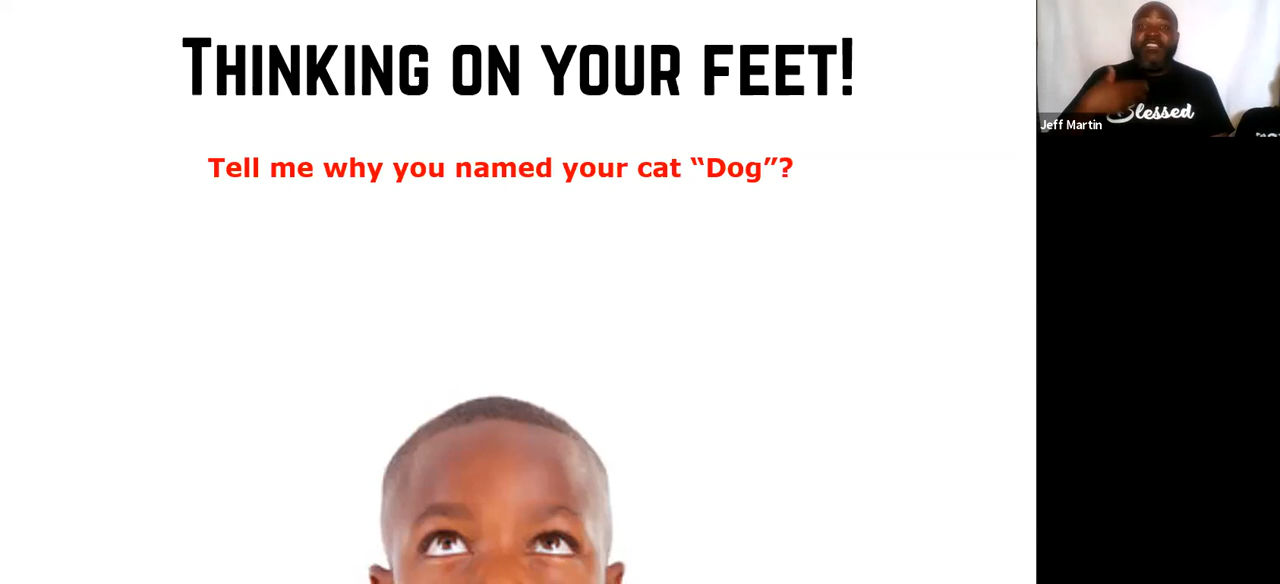 THINKING ON YOUR FEET!
Tell me why you named your cat “Dog”?
Blessed
Jeff Martin